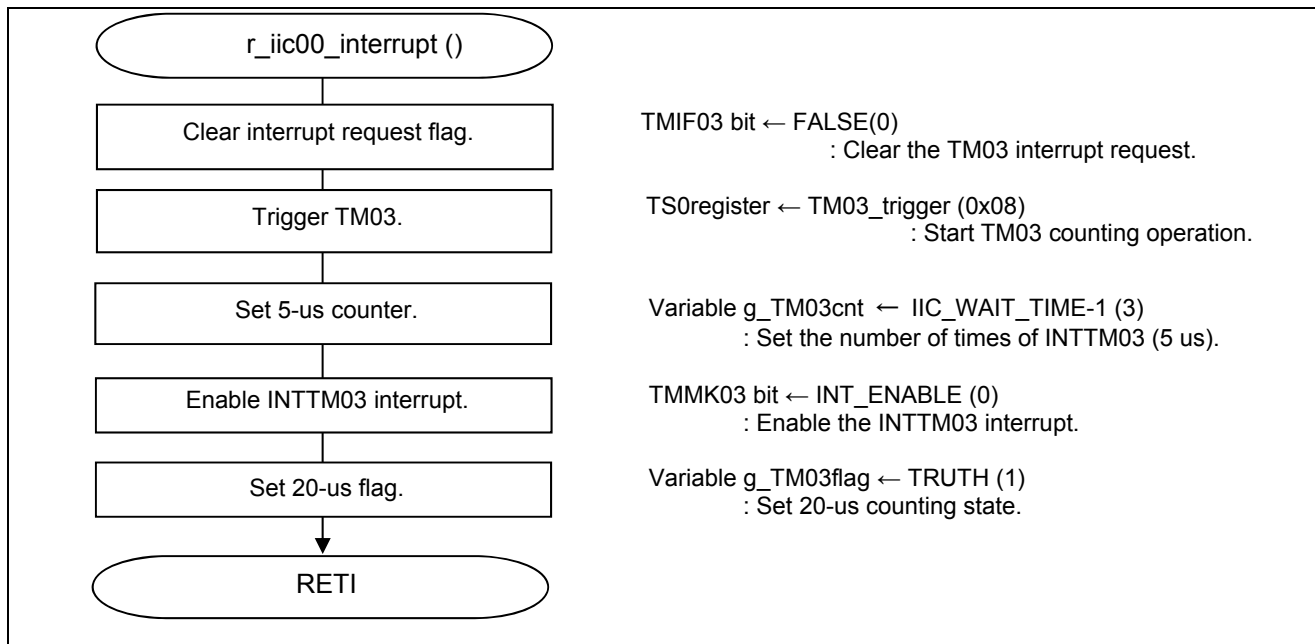 r_iic00_interrupt ()
Clear interrupt request flag.
TMIF03 bit ← FALSE(0)
: Clear the TM03 interrupt request.
Trigger TM03.
TS0register ← TM03_trigger (0x08)
: Start TM03 counting operation.
Set 5-us counter.
Variable g_TM03cnt ← IIC_WAIT_TIME-1 (3)
: Set the number of times of INTTM03 (5 us).
Enable INTTM03 interrupt.
TMMK03 bit ← INT_ENABLE (0)
: Enable the INTTM03 interrupt.
Set 20-us flag.
Variable g_TM03flag ← TRUTH (1)
: Set 20-us counting state.
RETI